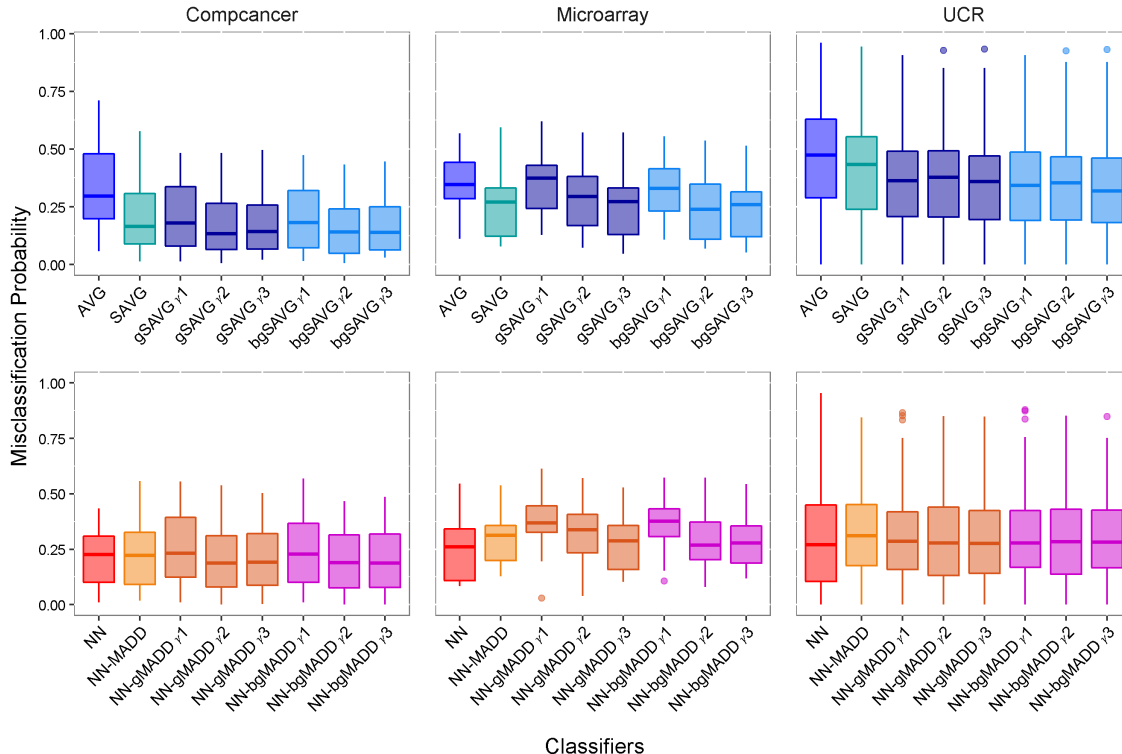 Compcancer Microarray UCR
Misclassification Probability
1.00
0.75
0.50
0.25
0.00
AVG
SAVG
gSAVG γ1
gSAVG γ2
gSAVG γ3
bgSAVG γ1
bgSAVG γ2
bgSAVG γ3
AVG
SAVG
gSAVG γ1
gSAVG γ2
gSAVG γ3
bgSAVG γ1
bgSAVG γ2
bgSAVG γ3
AVG
SAVG
gSAVG γ1
gSAVG γ2
gSAVG γ3
bgSAVG γ1
bgSAVG γ2
bgSAVG γ3
1.00
0.75
0.50
0.25
0.00
NN
NN-MADD
NN-gMADD γ1
NN-gMADD γ2
NN-gMADD γ3
NN-bgMADD γ1
NN-bgMADD γ2
NN-bgMADD γ3
NN
NN-MADD
NN-gMADD γ1
NN-gMADD γ2
NN-gMADD γ3
NN-bgMADD γ1
NN-bgMADD γ2
NN-bgMADD γ3
NN
NN-MADD
NN-gMADD γ1
NN-gMADD γ2
NN-gMADD γ3
NN-bgMADD γ1
NN-bgMADD γ2
NN-bgMADD γ3
Classifiers